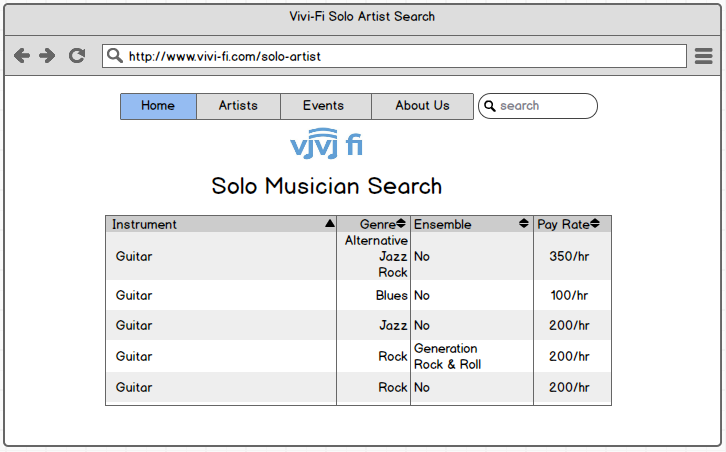 Vivi-Fi Solo Artist Search
http://www.vivi-fi.com/solo-artist
Home Artists Events About Us search
vjvj fi
Solo Musician Search
Instrument Genre Ensemble Pay Rate
Guitar Alternative Jazz Rock No 350/hr
Guitar Blues No 100/hr
Guitar Jazz No 200/hr
Guitar Rock Generation Rock & Roll 200/hr
Guitar Rock No 200/hr